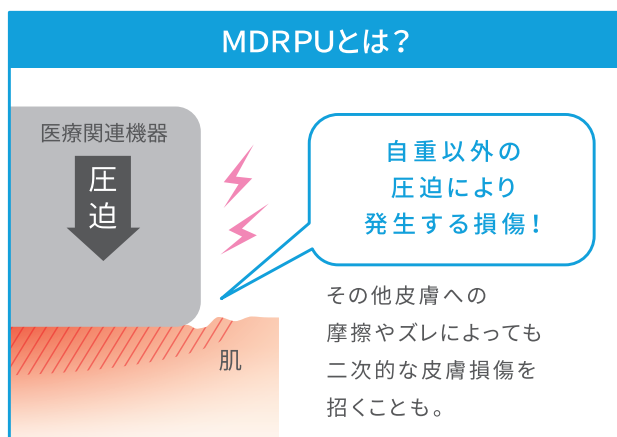 MDRPUとは？
医療関連機器
圧迫
自重以外の
圧迫により
発生する損傷！
その他皮膚への
摩擦やズレによっても
二次的な皮膚損傷を
招くことも。
肌